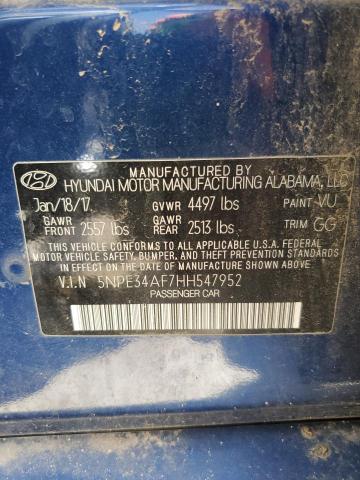 MANUFACTURED BY
HYUNDAI MOTOR MANUFACTURING ALABAMA, LLC
Jan/18/17 GVWR 4497 lbs PAINT VU
GAWR FRONT 2557 lbs GAWR REAR 2513 lbs TRIM GG
THIS VEHICLE CONFORMS TO ALL APPLICABLE U.S. FEDERAL
MOTOR VEHICLE SAFETY, BUMPER, AND THEFT PREVENTION STANDARDS
IN EFFECT ON THE DATE OF MANUFACTURE SHOWN ABOVE.
V.I.N 5NPE34AF7HH547952
PASSENGER CAR